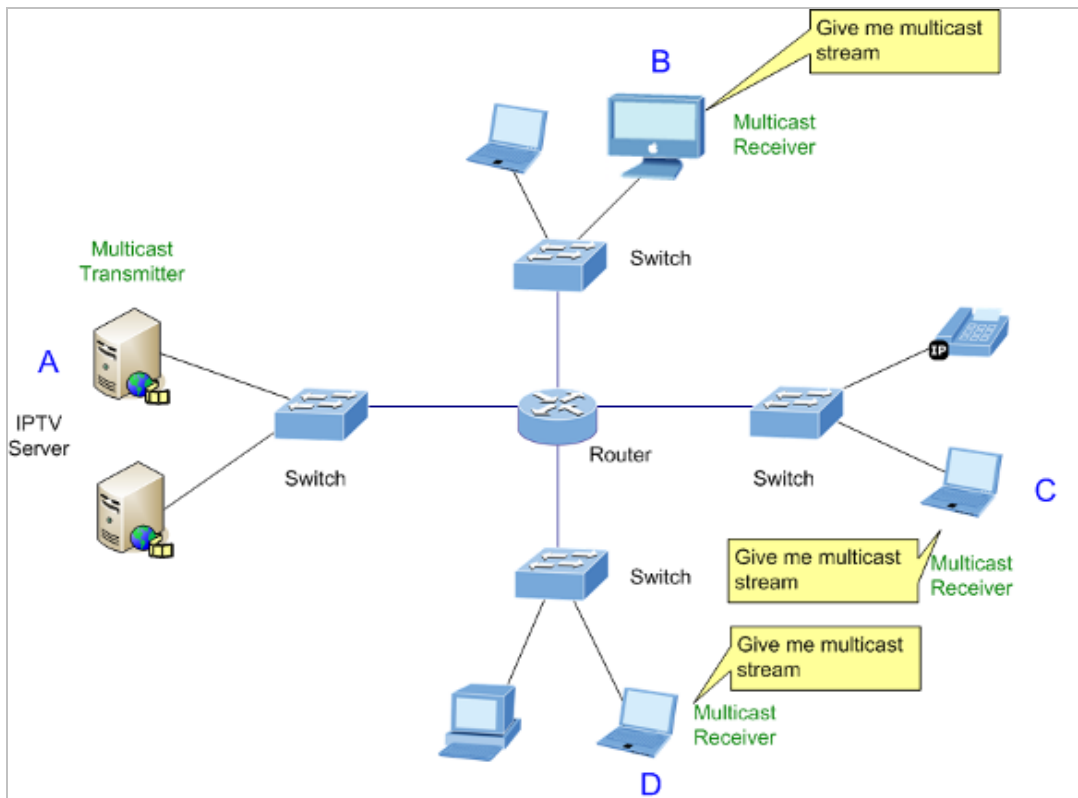 Give me multicast
stream
B
Multicast
Receiver
Switch
Multicast
Transmitter
A
IPTV
Server
Switch
Router
IP
Switch
C
Give me multicast
stream
Multicast
Receiver
Switch
Give me multicast
stream
Multicast
Receiver
D